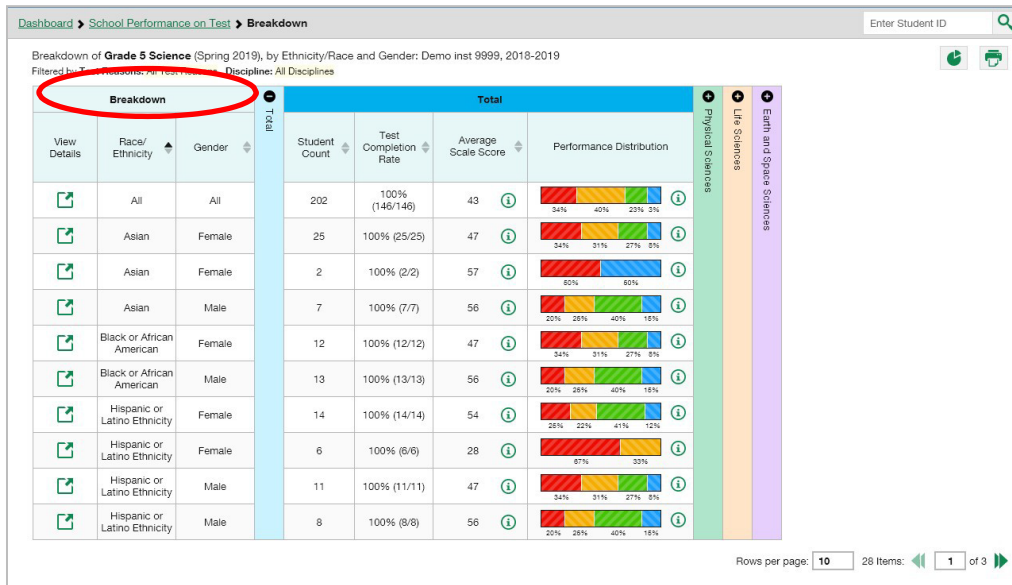 Dashboard > School Performance on Test > Breakdown
Enter Student ID
Breakdown of Grade 5 Science (Spring 2019), by Ethnicity/Race and Gender: Demo inst 9999, 2018-2019
Filtered by Test Reasons: All Test Reasons Discipline: All Disciplines
Breakdown
Total
Total
Physical Sciences
Life Sciences
Earth and Space Sciences
View Details
Race/ Ethnicity
Gender
Student Count
Test Completion Rate
Average Scale Score
Performance Distribution
All All 202 100% (146/146) 43
34% 40% 23% 3%
Asian Female 25 100% (25/25) 47
34% 31% 27% 8%
Asian Female 2 100% (2/2) 57
50% 50%
Asian Male 7 100% (7/7) 56
20% 25% 40% 15%
Black or African American Female 12 100% (12/12) 47
34% 31% 27% 8%
Black or African American Male 13 100% (13/13) 56
20% 25% 40% 15%
Hispanic or Latino Ethnicity Female 14 100% (14/14) 54
25% 22% 41% 12%
Hispanic or Latino Ethnicity Female 6 100% (6/6) 28
67% 33%
Hispanic or Latino Ethnicity Male 11 100% (11/11) 47
34% 31% 27% 8%
Hispanic or Latino Ethnicity Male 8 100% (8/8) 56
20% 25% 40% 15%
Rows per page: 10 28 Items: 1 of 3